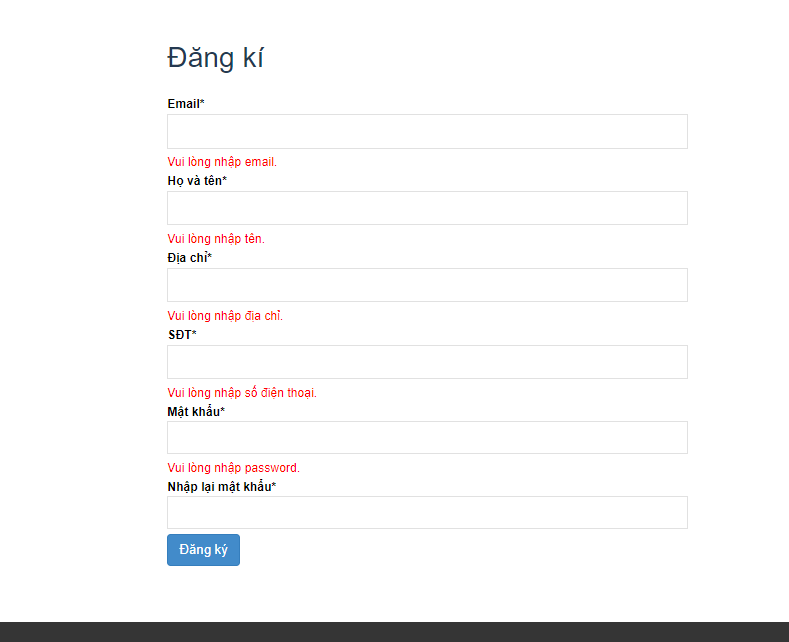 Đăng kí
Email*
Vui lòng nhập email.
Họ và tên*
Vui lòng nhập tên.
Địa chỉ*
Vui lòng nhập địa chỉ.
SĐT*
Vui lòng nhập số điện thoại.
Mật khẩu*
Vui lòng nhập password.
Nhập lại mật khẩu*
Đăng ký